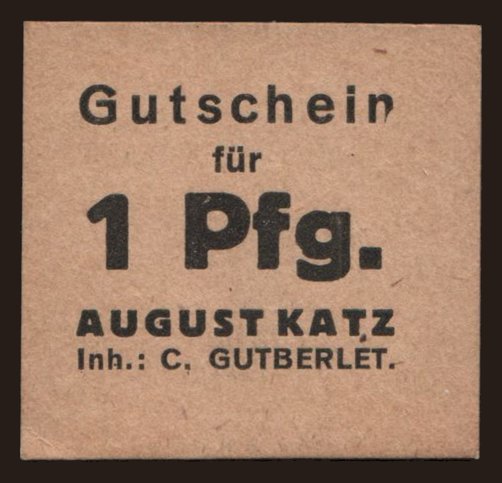 Gutschein
für
1 Pfg.
AUGUST KATZ
Inh.: C. GUTBERLET.